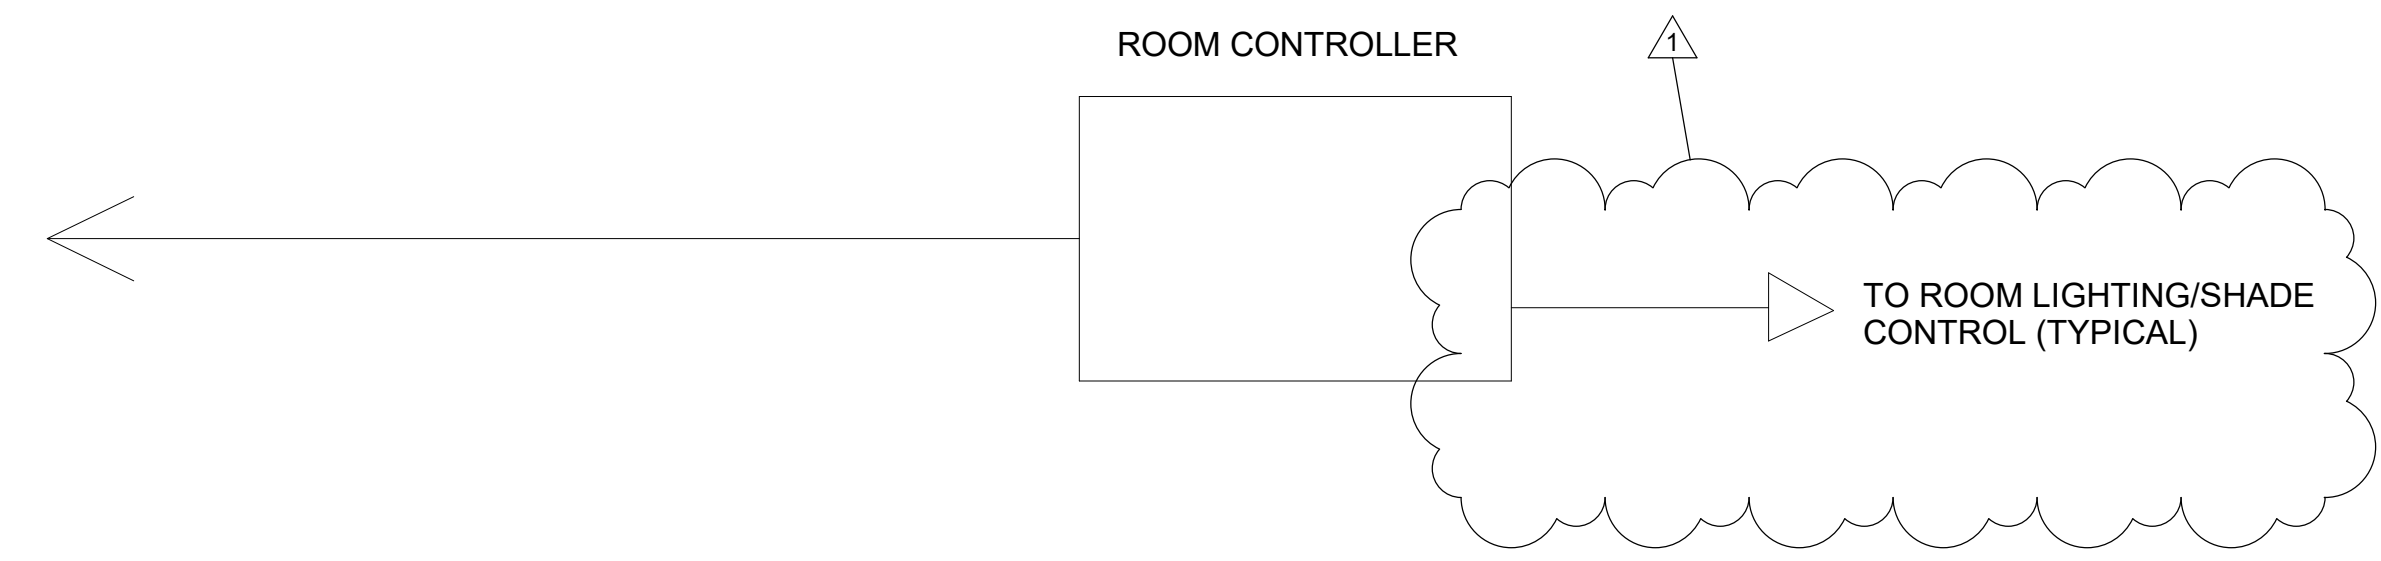 ROOM CONTROLLER
1
TO ROOM LIGHTING/SHADE
CONTROL (TYPICAL)